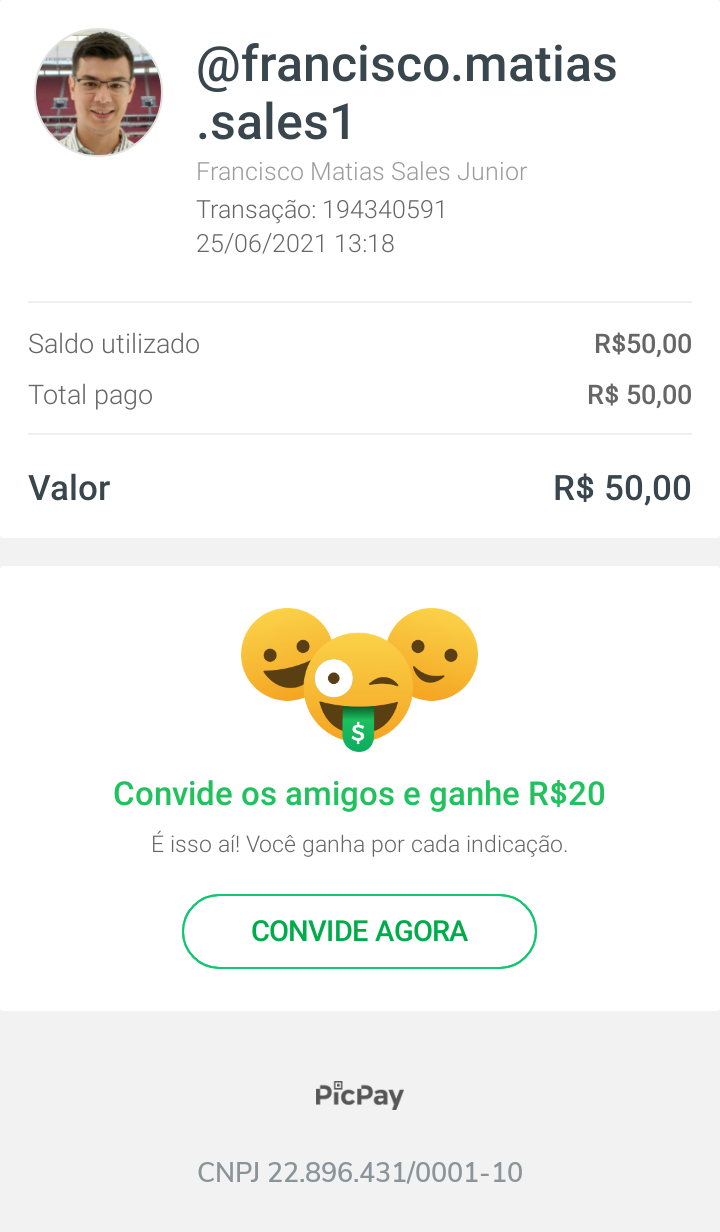 @francisco.matias
.sales1
Francisco Matias Sales Junior
Transação: 194340591
25/06/2021 13:18
Saldo utilizado R$50,00
Total pago R$ 50,00
Valor R$ 50,00
$
Convide os amigos e ganhe R$20
É isso aí! Você ganha por cada indicação.
CONVIDE AGORA
PicPay
CNPJ 22.896.431/0001-10